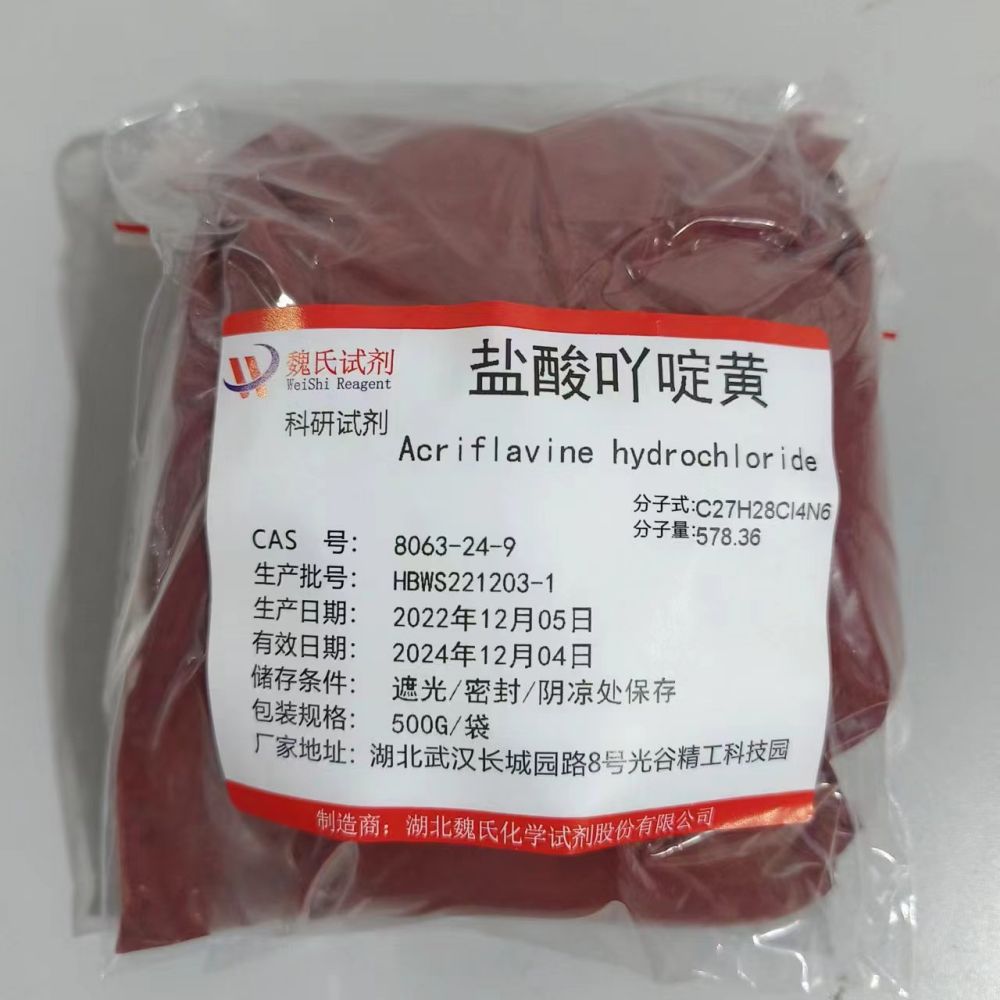 魏氏试剂
WeiShi Reagent
科研试剂
盐酸吖啶黄
Acriflavine hydrochloride
分子式:C27H28Cl4N6
分子量:578.36
CAS 号: 8063-24-9
生产批号: HBWS221203-1
生产日期: 2022年12月05日
有效日期: 2024年12月04日
储存条件: 遮光/密封/阴凉处保存
包装规格: 500G/袋
厂家地址: 湖北武汉长城园路8号光谷精工科技园
制造商: 湖北魏氏化学试剂股份有限公司